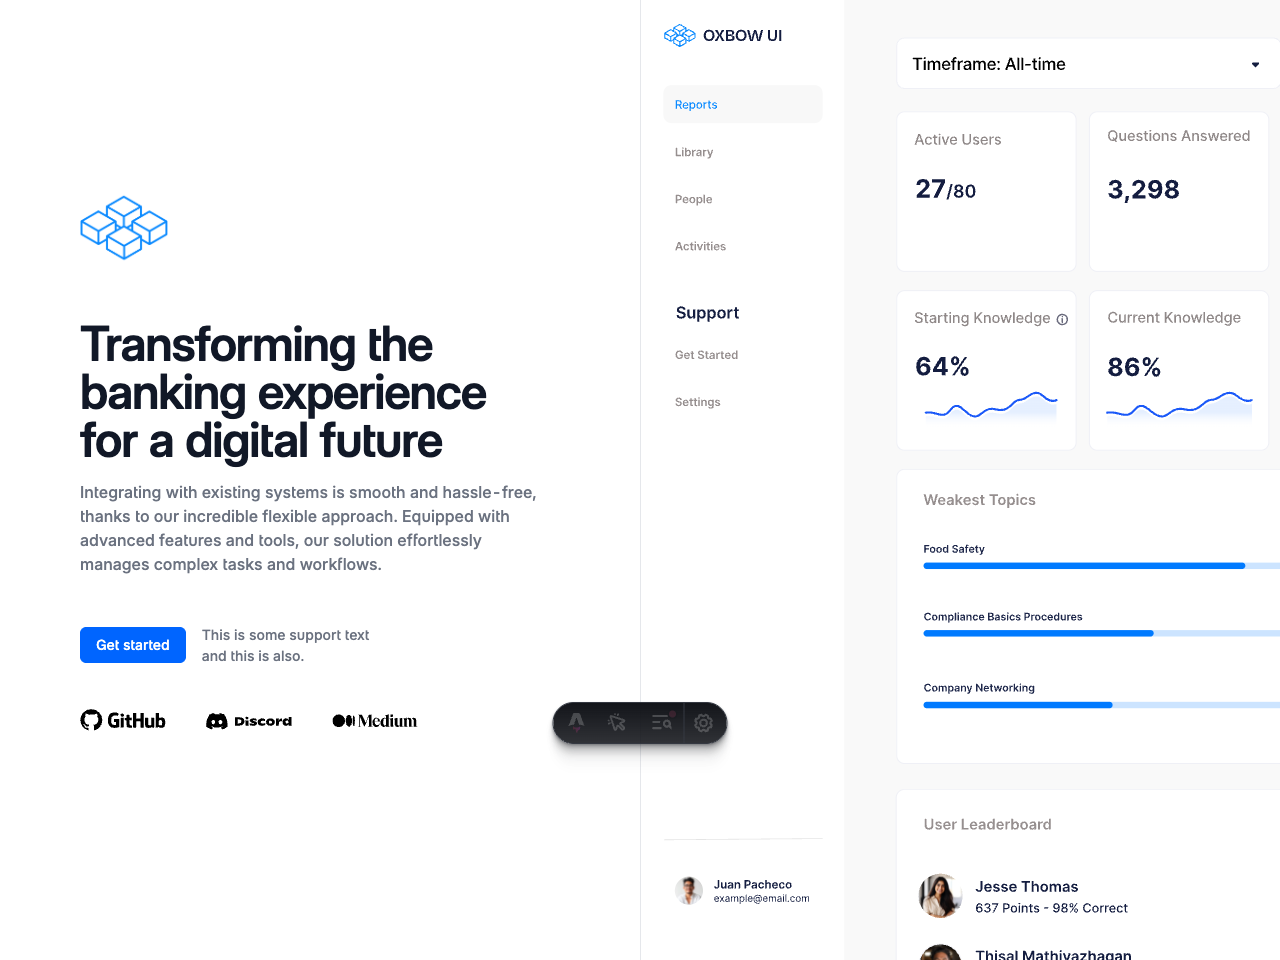 Transforming the
banking experience
for a digital future
Integrating with existing systems is smooth and hassle-free,
thanks to our incredible flexible approach. Equipped with
advanced features and tools, our solution effortlessly
manages complex tasks and workflows.
Get started
This is some support text
and this is also.
GitHub
Discord
Medium
OXBOW UI
Reports
Library
People
Activities
Support
Get Started
Settings
Juan Pacheco
example@email.com
Timeframe: All-time
Active Users
27/80
Questions Answered
3,298
Starting Knowledge
64%
Current Knowledge
86%
Weakest Topics
Food Safety
Compliance Basics Procedures
Company Networking
User Leaderboard
Jesse Thomas
637 Points - 98% Correct
Thisal Mathiyazhagan